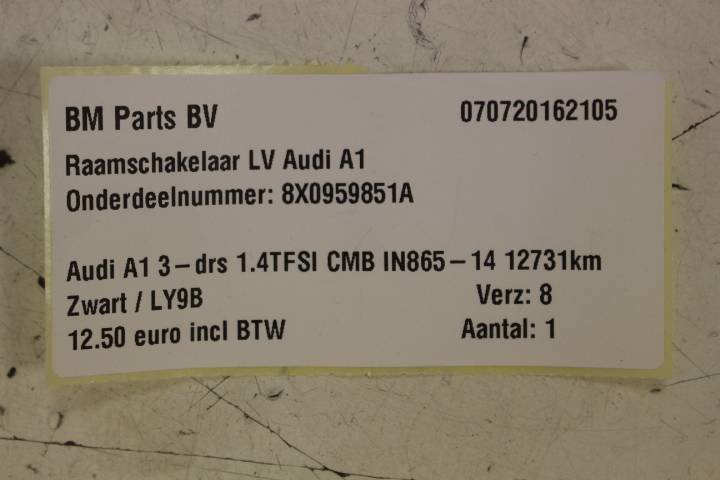 BM Parts BV 070720162105
Raamschakelaar LV Audi A1
Onderdeelnummer: 8X0959851A
Audi A1 3-drs 1.4TFSI CMB IN865-14 12731km
Zwart / LY9B Verz: 8
12.50 euro incl BTW Aantal: 1